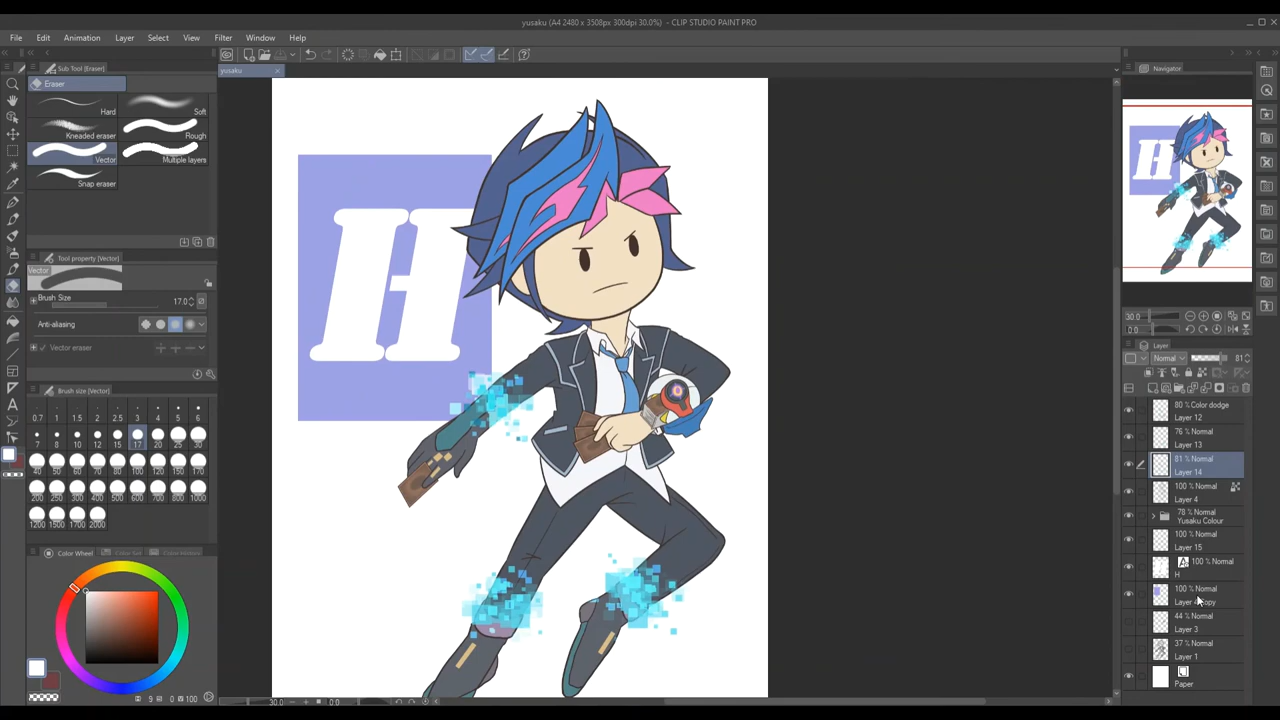 yusaku (A4 2480 x 3508px 300dpi 30.0%) - CLIP STUDIO PAINT PRO
File Edit Animation Layer Select View Filter Window Help
Sub Tool [Eraser]
Eraser
Hard Soft
Kneaded eraser Rough
Vector Multiple layers
Snap eraser
Tool property [Vector]
Vector
Brush Size 17.0
Anti-aliasing
Vector eraser
Brush size [Vector]
0.7 1 1.5 2 2.5 3 4 5 6
7 8 10 12 15 17 20 25 30
40 50 60 70 80 100
200 250 300 400 500 600 700 800 1000
1200 1500 1700 2000
Color Wheel
9 0 100
yusaku
H
30.0 0.0
Navigator
H
30.0
0.0
Layer
Normal 81
80 % Color dodge
Layer 12
76 % Normal
Layer 13
81 % Normal
Layer 14
100 % Normal
Layer 4
78 % Normal
Yusaku Colour
100 % Normal
Layer 15
100 % Normal
H
100 % Normal
44 % Normal
Layer 3
37 % Normal
Layer 1
Paper